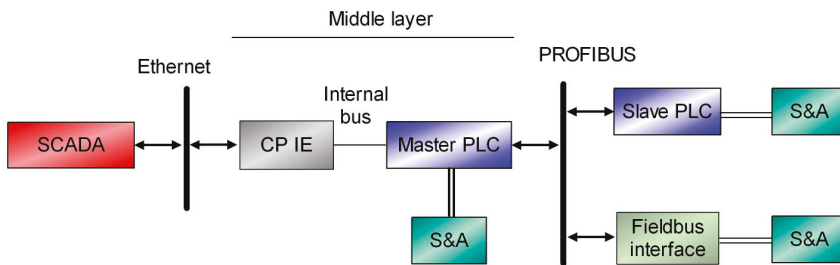 Middle layer
Ethernet
PROFIBUS
Internal
bus
SCADA
CP IE
Master PLC
Slave PLC
S&A
S&A
Fieldbus
interface
S&A